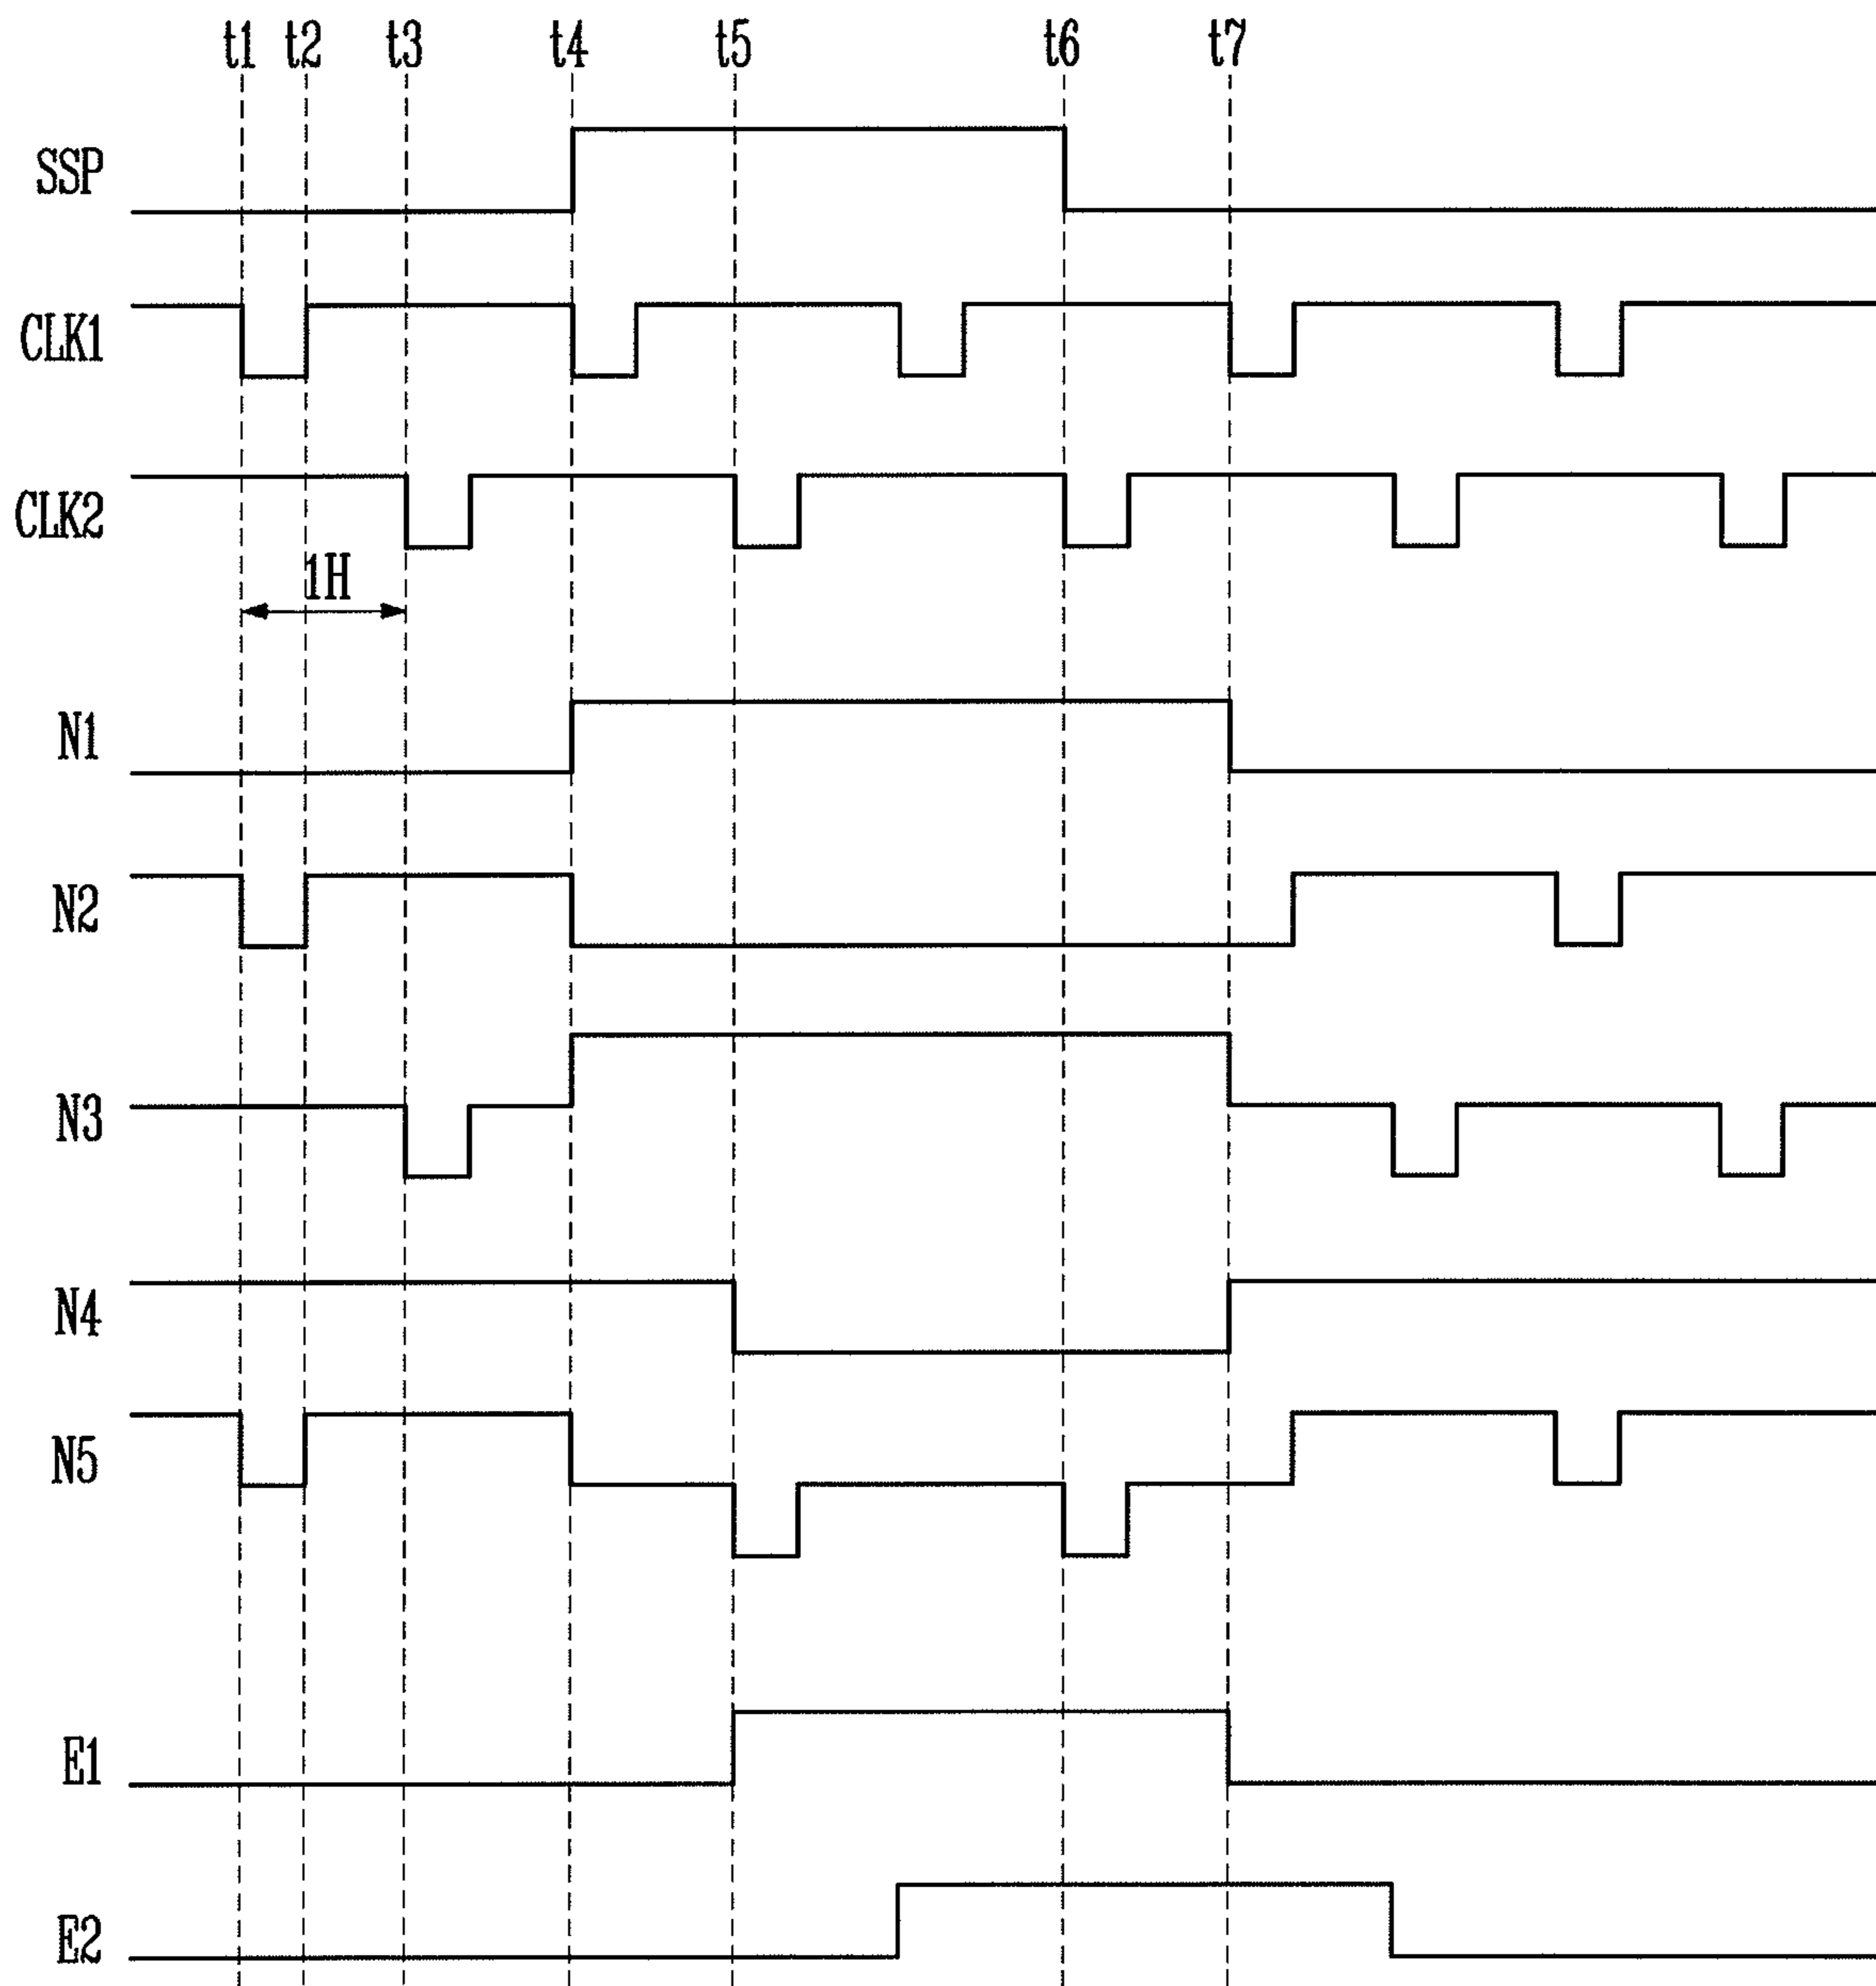 t1 t2 t3 t4 t5 t6 t7
SSP
CLK1
CLK2
1H
N1
N2
N3
N4
N5
E1
E2